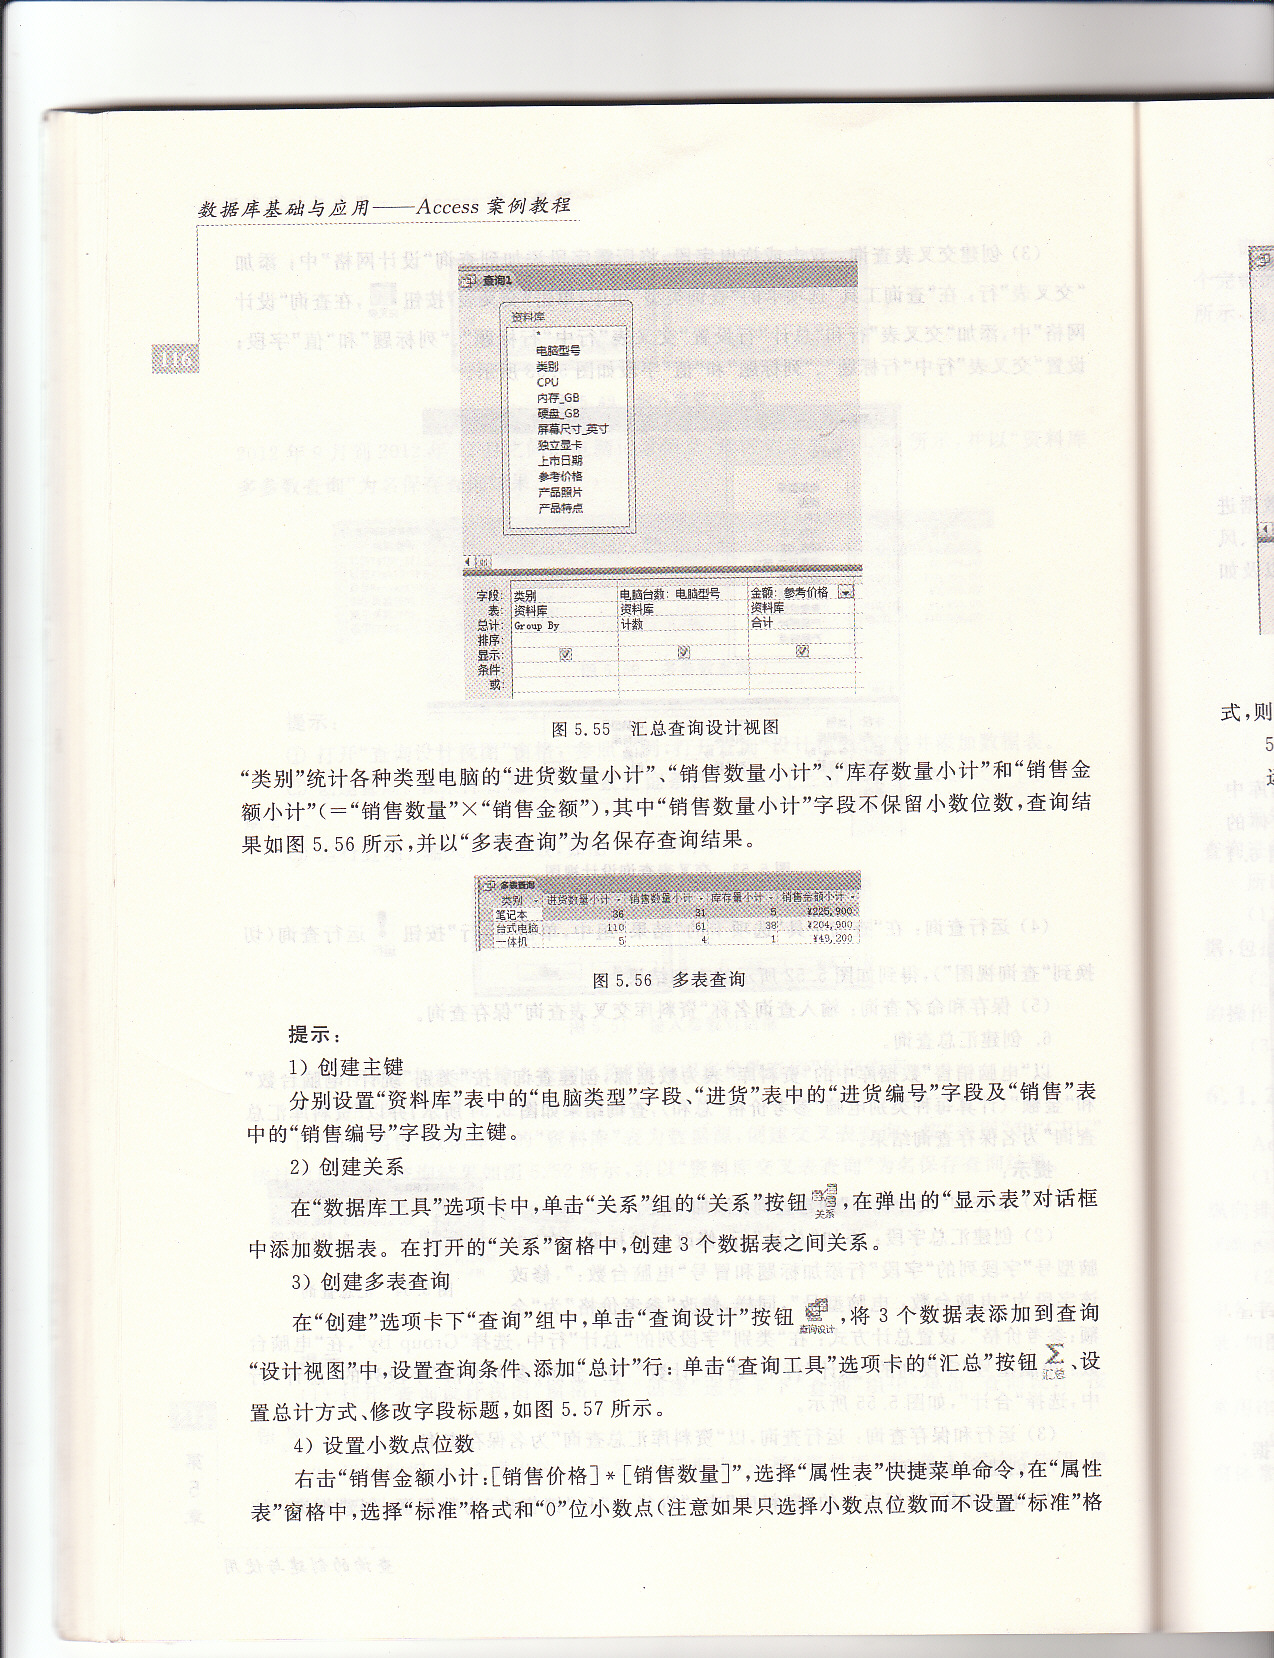 数据库基础与应用——Access 案例教程
116
查询1
资料库
*
电脑型号
类别
CPU
内存_GB
硬盘_GB
屏幕尺寸_英寸
独立显卡
上市日期
参考价格
产品照片
产品特点
字段: 类别 电脑台数: 电脑型号 金额: 参考价格
表: 资料库 资料库 资料库
总计: Group By 计数 合计
排序:
显示:
条件:
或:
图 5.55 汇总查询设计视图
“类别”统计各种类型电脑的“进货数量小计”、“销售数量小计”、“库存数量小计”和“销售金
额小计”(=“销售数量”×“销售金额”),其中“销售数量小计”字段不保留小数位数,查询结
果如图 5.56 所示,并以“多表查询”为名保存查询结果。
多表查询
类别 进货数量小计 销售数量小计 库存量小计 销售金额小计
笔记本 36 31 5 ¥225,900
台式电脑 110 61 38 ¥204,900
一体机 5 4 1 ¥49,200
图 5.56 多表查询
提示:
1) 创建主键
分别设置“资料库”表中的“电脑类型”字段、“进货”表中的“进货编号”字段及“销售”表
中的“销售编号”字段为主键。
2) 创建关系
在“数据库工具”选项卡中,单击“关系”组的“关系”按钮 关系 ,在弹出的“显示表”对话框
中添加数据表。在打开的“关系”窗格中,创建 3 个数据表之间关系。
3) 创建多表查询
在“创建”选项卡下“查询”组中,单击“查询设计”按钮 查询设计 ,将 3 个数据表添加到查询
“设计视图”中,设置查询条件、添加“总计”行: 单击“查询工具”选项卡的“汇总”按钮 Σ 汇总 、设
置总计方式、修改字段标题,如图 5.57 所示。
4) 设置小数点位数
右击“销售金额小计:[销售价格]*[销售数量]”,选择“属性表”快捷菜单命令,在“属性
表”窗格中,选择“标准”格式和“0”位小数点(注意如果只选择小数点位数而不设置“标准”格
式,则